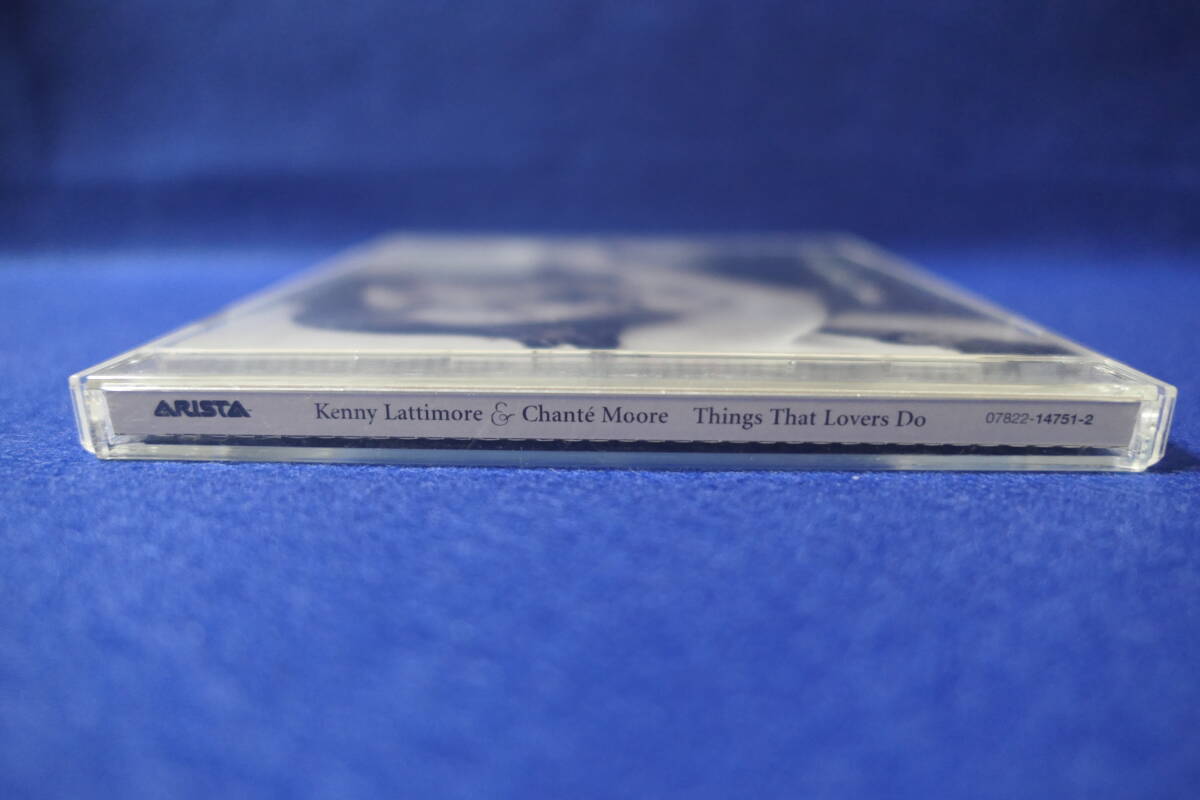 ARISTA Kenny Lattimore & Chanté Moore Things That Lovers Do 07822-14751-2